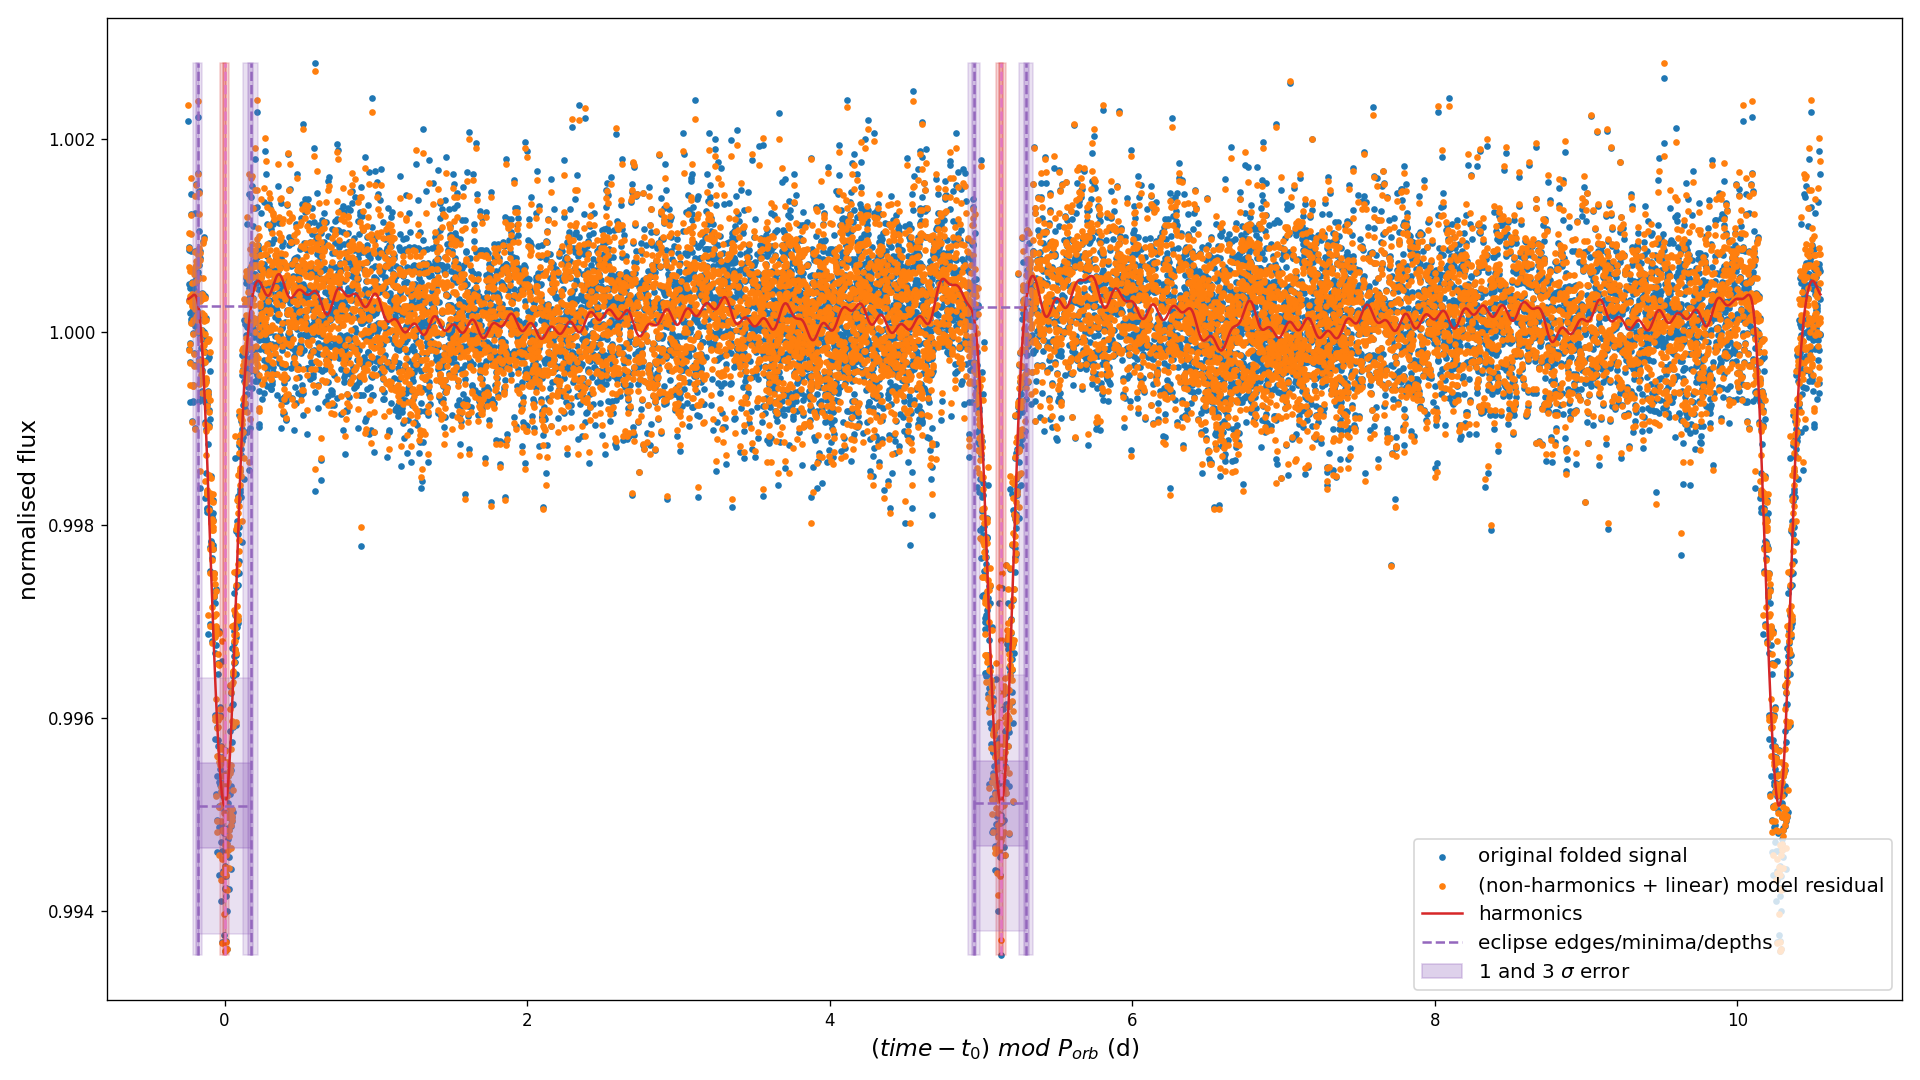 normalised flux
1.002
1.000
0.998
0.996
0.994
0
2
4
6
8
10
(time − t₀) mod Pₒᵣb (d)
original folded signal
(non-harmonics + linear) model residual
harmonics
eclipse edges/minima/depths
1 and 3 σ error